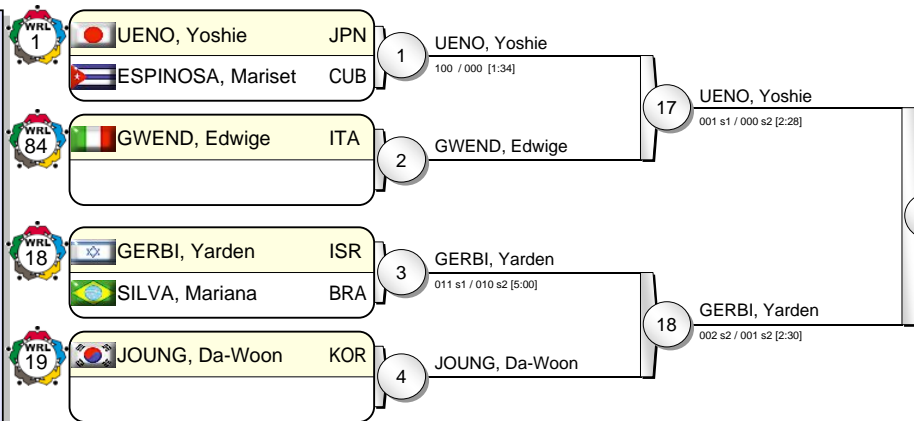 WRL
1
UENO, Yoshie JPN
ESPINOSA, Mariset CUB
1
UENO, Yoshie
100 / 000 [1:34]
WRL
84
GWEND, Edwige ITA
2
GWEND, Edwige
17
UENO, Yoshie
001 s1 / 000 s2 [2:28]
WRL
18
GERBI, Yarden ISR
SILVA, Mariana BRA
3
GERBI, Yarden
011 s1 / 010 s2 [5:00]
WRL
19
JOUNG, Da-Woon KOR
4
JOUNG, Da-Woon
18
GERBI, Yarden
002 s2 / 001 s2 [2:30]